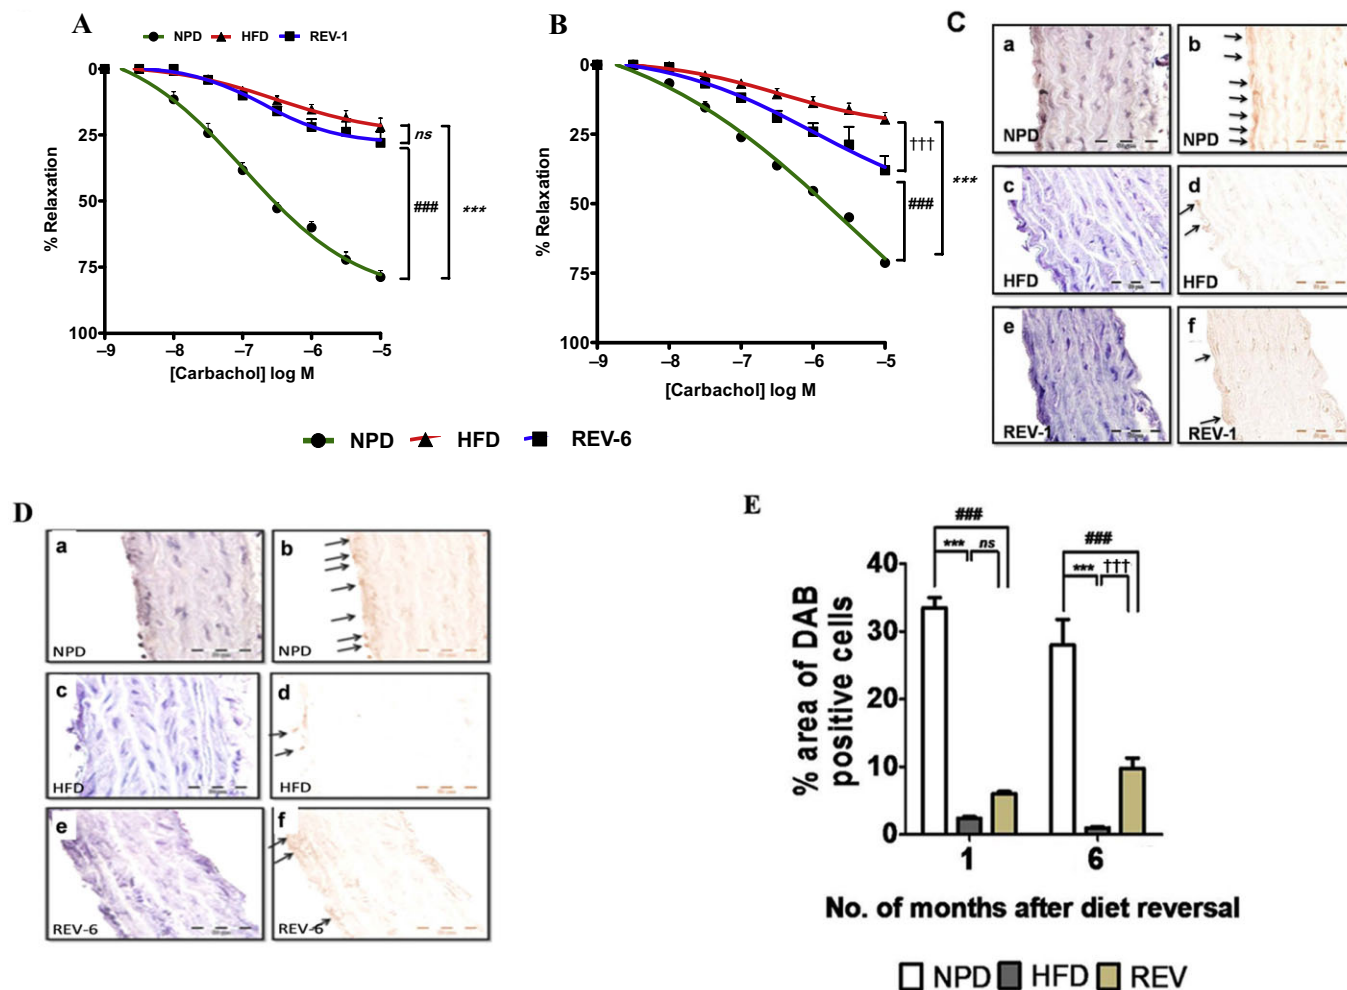 A
NPD HFD REV-1
0
25
50
75
100
% Relaxation
ns
###
***
–9 –8 –7 –6 –5
[Carbachol] log M
B
0
25
50
75
100
% Relaxation
†††
###
***
–9 –8 –7 –6 –5
[Carbachol] log M
NPD HFD REV-6
C
a b
NPD NPD
c d
HFD HFD
e f
REV-1 REV-1
D
a b
NPD NPD
c d
HFD HFD
e f
REV-6 REV-6
E
###
*** ns
###
*** †††
40
30
20
10
0
% area of DAB
positive cells
1 6
No. of months after diet reversal
NPD HFD REV